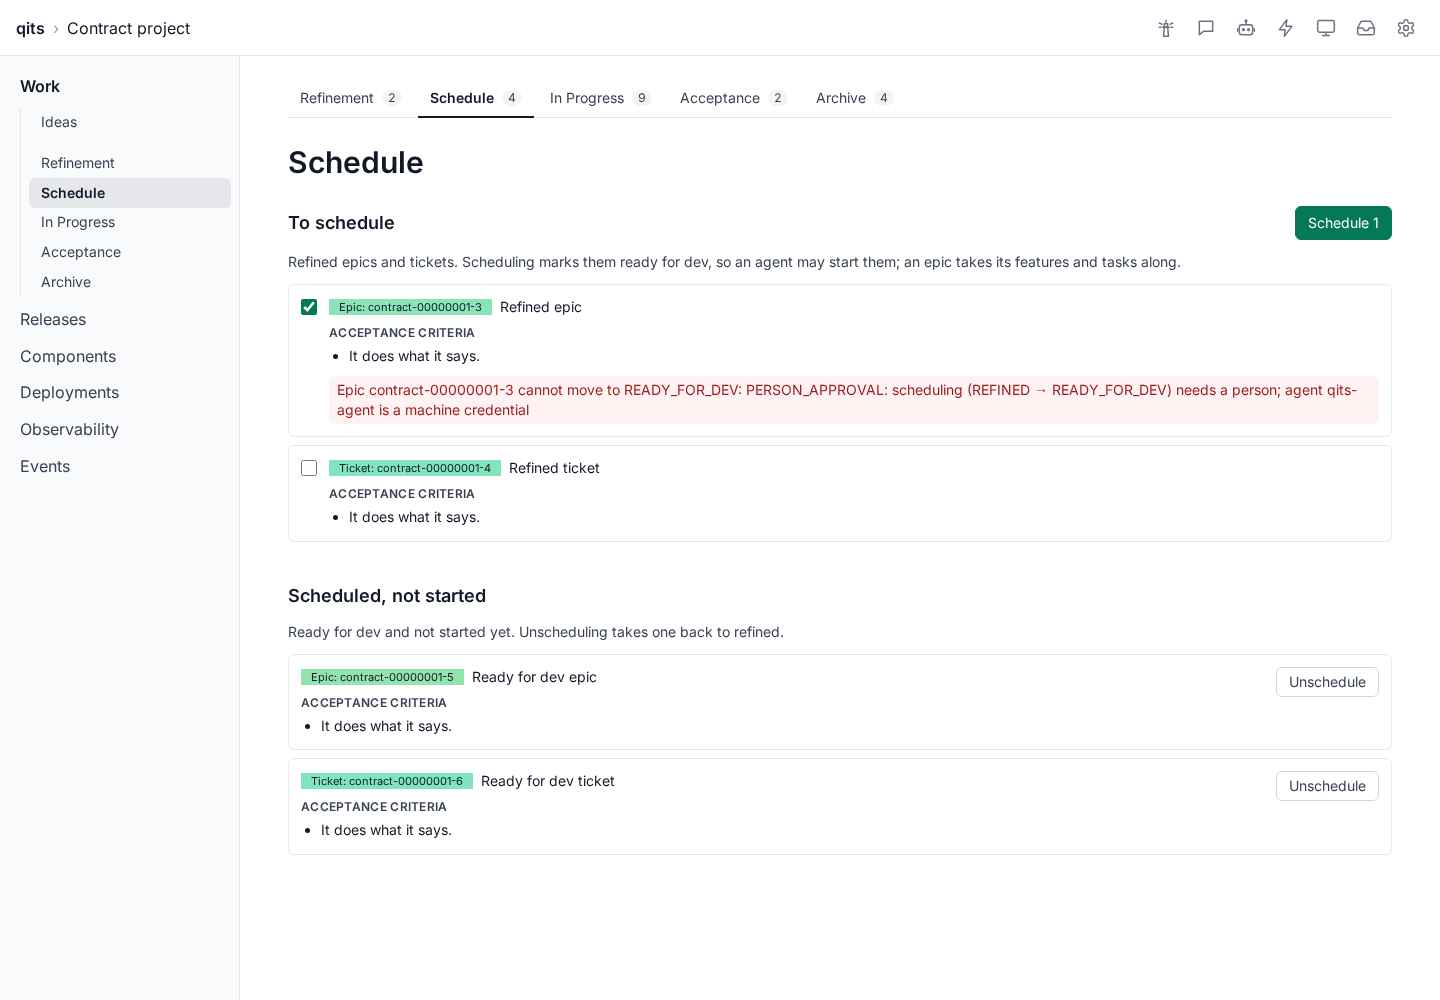 qits › Contract project
Work
Ideas
Refinement
Schedule
In Progress
Acceptance
Archive
Releases
Components
Deployments
Observability
Events
Refinement 2 Schedule 4 In Progress 9 Acceptance 2 Archive 4
Schedule
To schedule
Schedule 1
Refined epics and tickets. Scheduling marks them ready for dev, so an agent may start them; an epic takes its features and tasks along.
Epic: contract-00000001-3 Refined epic
ACCEPTANCE CRITERIA
• It does what it says.
Epic contract-00000001-3 cannot move to READY_FOR_DEV: PERSON_APPROVAL: scheduling (REFINED → READY_FOR_DEV) needs a person; agent qits-
agent is a machine credential
Ticket: contract-00000001-4 Refined ticket
ACCEPTANCE CRITERIA
• It does what it says.
Scheduled, not started
Ready for dev and not started yet. Unscheduling takes one back to refined.
Epic: contract-00000001-5 Ready for dev epic
Unschedule
ACCEPTANCE CRITERIA
• It does what it says.
Ticket: contract-00000001-6 Ready for dev ticket
Unschedule
ACCEPTANCE CRITERIA
• It does what it says.